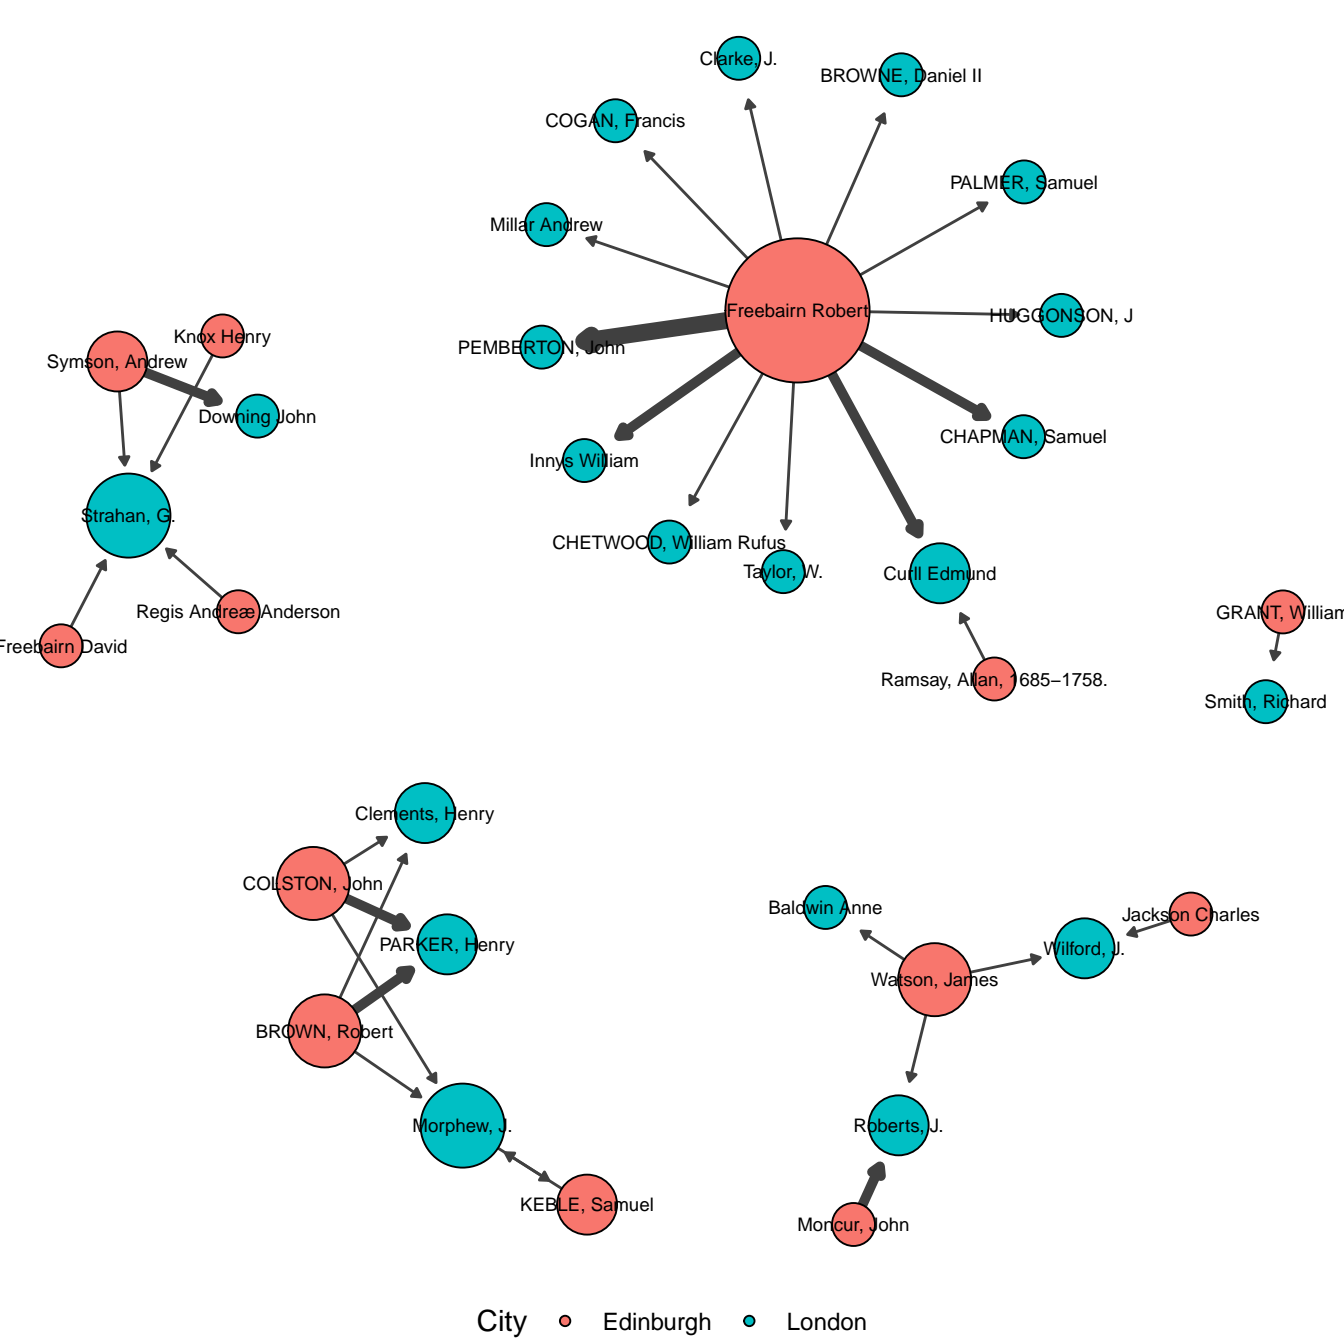 Clarke, J.
BROWNE, Daniel II
COGAN, Francis
PALMER, Samuel
Millar Andrew
Freebairn Robert
HUGGONSON, J
Knox Henry
Symson, Andrew
PEMBERTON, John
Downing John
CHAPMAN, Samuel
Innys William
Strahan, G.
CHETWOOD, William Rufus
Taylor, W.
Curll Edmund
Regis Andreæ Anderson
GRANT, William
Freebairn David
Ramsay, Allan, 1685–1758.
Smith, Richard
Clements, Henry
COLSTON, John
Baldwin Anne
Jackson Charles
PARKER, Henry
Wilford, J.
Watson, James
BROWN, Robert
Morphew, J.
Roberts, J.
KEBLE, Samuel
Moncur, John
City Edinburgh London